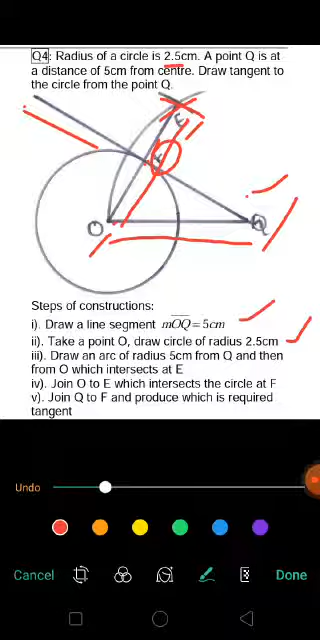 Q4: Radius of a circle is 2.5cm. A point Q is at
a distance of 5cm from centre. Draw tangent to
the circle from the point Q.
E
F
O
Q
Steps of constructions:
i). Draw a line segment mOQ = 5cm
ii). Take a point O, draw circle of radius 2.5cm
iii). Draw an arc of radius 5cm from Q and then
from O which intersects at E
iv). Join O to E which intersects the circle at F
v). Join Q to F and produce which is required
tangent
Undo
Cancel
Done